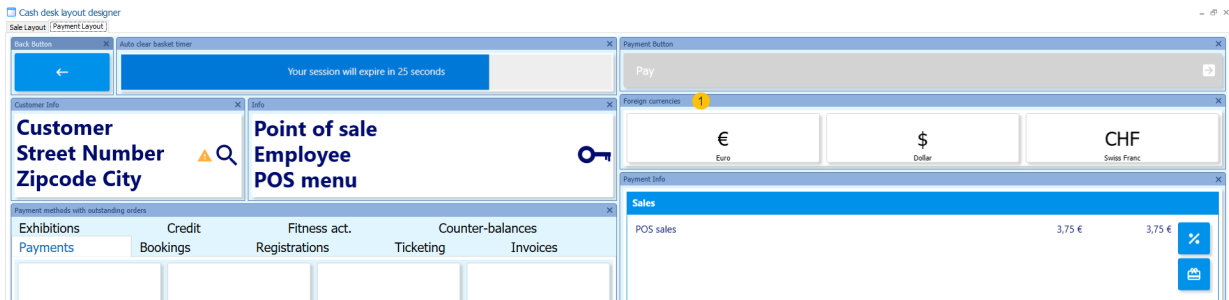 Cash desk layout designer
Sale Layout Payment Layout
Back Button
Auto clear basket timer
Your session will expire in 25 seconds
Payment Button
Pay
Customer Info
Customer
Street Number
Zipcode City
Info
Point of sale
Employee
POS menu
Foreign currencies 1
€ $ CHF
Euro Dollar Swiss Franc
Payment Info
Sales
POS sales 3,75 € 3,75 €
Payment methods with outstanding orders
Exhibitions Credit Fitness act. Counter-balances
Payments Bookings Registrations Ticketing Invoices